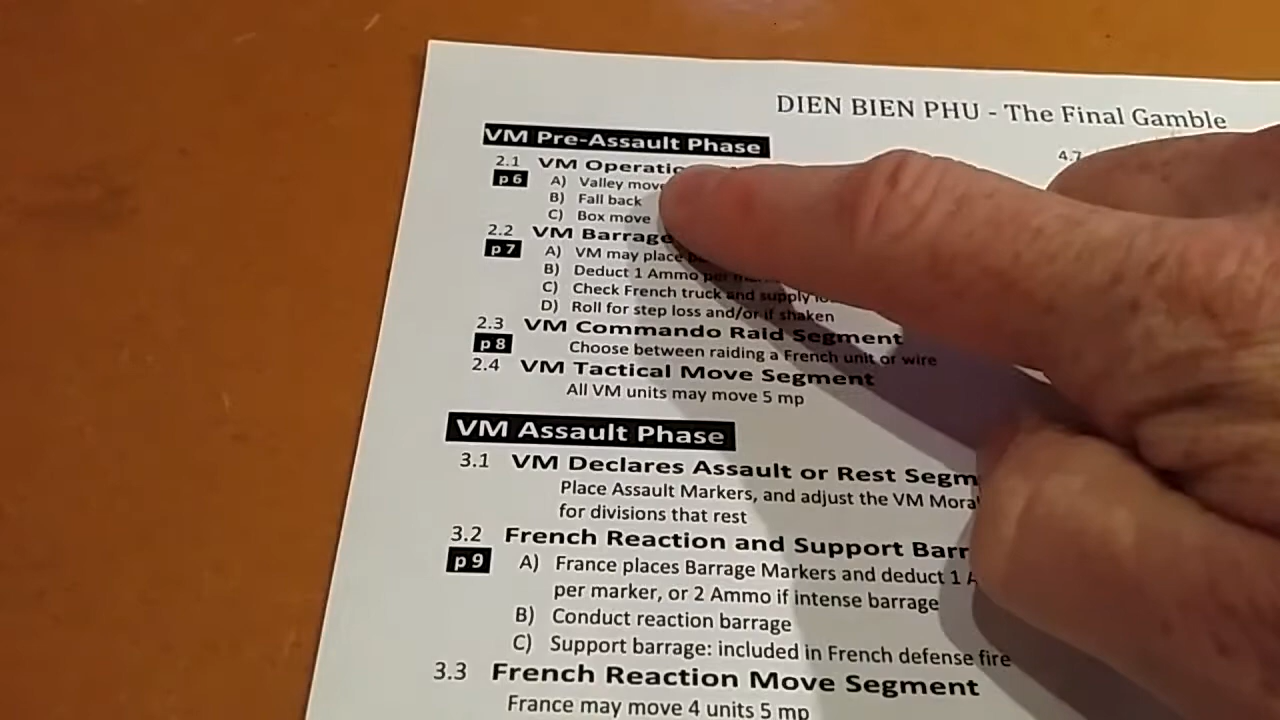 DIEN BIEN PHU - The Final Gamble
VM Pre-Assault Phase
4.7
2.1 VM Operatio
p 6 A) Valley move
B) Fall back
C) Box move
2.2 VM Barrage
p 7 A) VM may place
B) Deduct 1 Ammo per
C) Check French truck and supply
D) Roll for step loss and/or if shaken
2.3 VM Commando Raid Segment
p 8 Choose between raiding a French unit or wire
2.4 VM Tactical Move Segment
All VM units may move 5 mp
VM Assault Phase
3.1 VM Declares Assault or Rest Segm
Place Assault Markers, and adjust the VM Mora
for divisions that rest
3.2 French Reaction and Support Barr
p 9 A) France places Barrage Markers and deduct 1 A
per marker, or 2 Ammo if intense barrage
B) Conduct reaction barrage
C) Support barrage: included in French defense fire
3.3 French Reaction Move Segment
France may move 4 units 5 mp